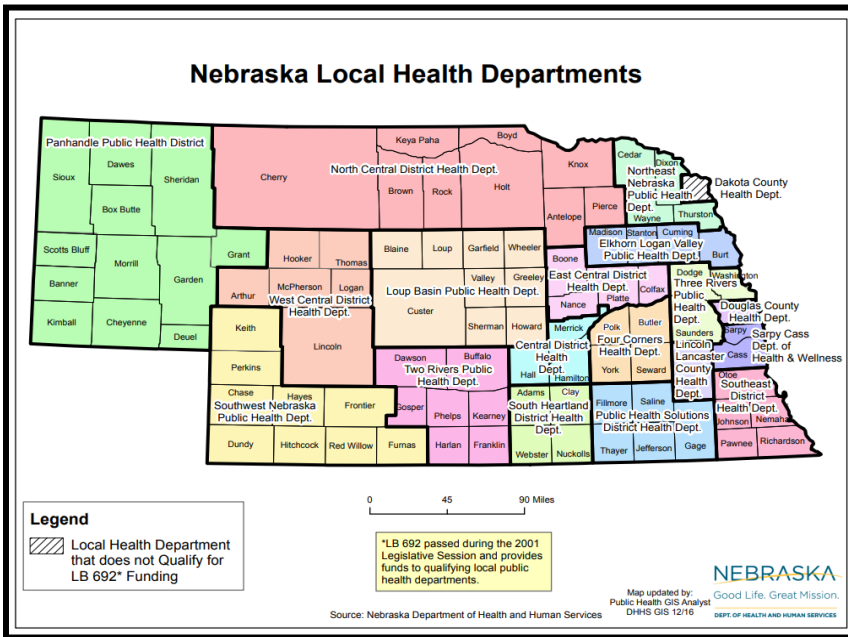 Nebraska Local Health Departments
Panhandle Public Health District
Sioux
Dawes
Sheridan
Box Butte
Scotts Bluff
Banner
Kimball
Morrill
Cheyenne
Garden
Deuel
Grant
Cherry
Keya Paha
Boyd
North Central District Health Dept.
Brown
Rock
Holt
Knox
Antelope
Pierce
Cedar
Dixon
Northeast
Nebraska
Public Health
Dept.
Wayne
Thurston
Dakota County
Health Dept.
Hooker
Thomas
McPherson
Logan
Arthur
West Central District
Health Dept.
Lincoln
Blaine
Loup
Garfield
Wheeler
Valley
Greeley
Loup Basin Public Health Dept.
Custer
Sherman
Howard
Madison
Stanton
Cuming
Elkhorn Logan Valley
Public Health Dept.
Burt
Boone
East Central District
Health Dept.
Platte
Colfax
Nance
Dodge
Washington
Three Rivers
Public
Health
Dept.
Saunders
Douglas County
Health Dept.
Sarpy
Cass
Sarpy Cass
Dept. of
Health & Wellness
Merrick
Central District
Health
Dept.
Hall
Hamilton
Polk
Butler
Four Corners
Health Dept.
York
Seward
Lincoln
Lancaster
County
Health
Dept.
Otoe
Southeast
District
Health Dept.
Johnson
Nemaha
Pawnee
Richardson
Keith
Perkins
Chase
Hayes
Frontier
Southwest Nebraska
Public Health Dept.
Dundy
Hitchcock
Red Willow
Furnas
Dawson
Buffalo
Two Rivers Public
Health Dept.
Gosper
Phelps
Kearney
Harlan
Franklin
Adams
Clay
South Heartland
District Health
Dept.
Webster
Nuckolls
Fillmore
Saline
Public Health Solutions
District Health Dept.
Thayer
Jefferson
Gage
0 45 90 Miles
Legend
Local Health Department
that does not Qualify for
LB 692* Funding
*LB 692 passed during the 2001
Legislative Session and provides
funds to qualifying local public
health departments.
Source: Nebraska Department of Health and Human Services
Map updated by:
Public Health GIS Analyst
DHHS GIS 12/16
NEBRASKA
Good Life. Great Mission.
DEPT. OF HEALTH AND HUMAN SERVICES